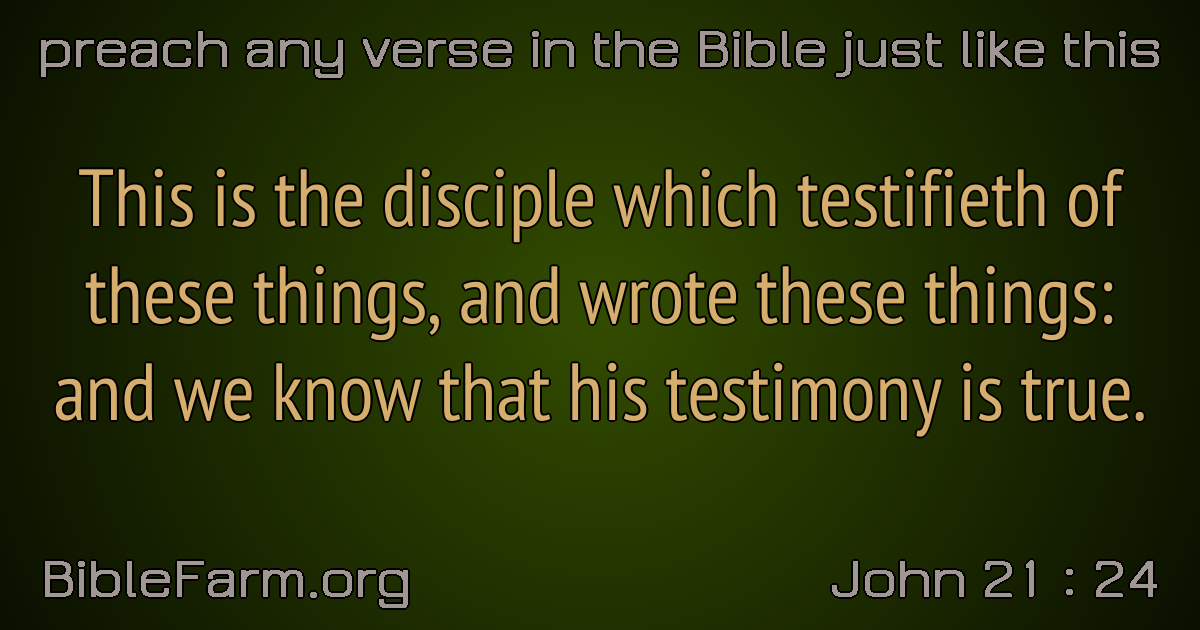 preach any verse in the Bible just like this
This is the disciple which testifieth of
these things, and wrote these things:
and we know that his testimony is true.
BibleFarm.org
John 21 : 24